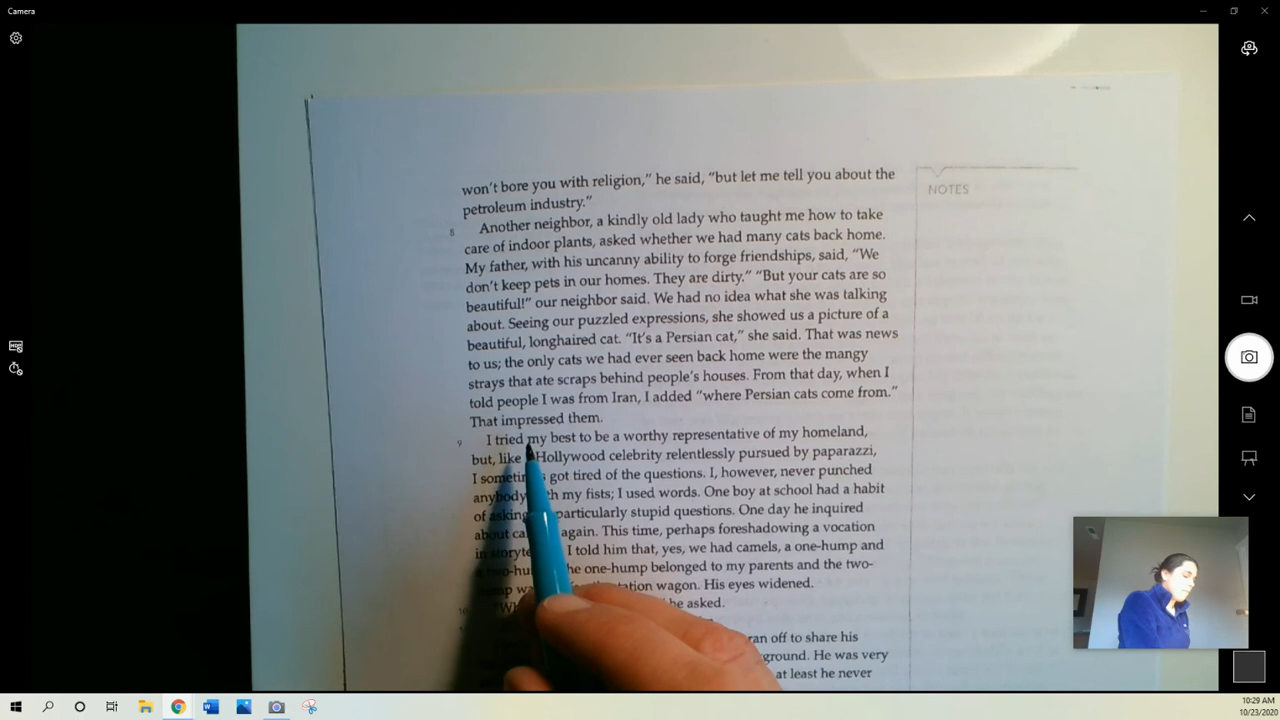 Camera
won't bore you with religion," he said, "but let me tell you about the
petroleum industry."
NOTES
8
Another neighbor, a kindly old lady who taught me how to take
care of indoor plants, asked whether we had many cats back home.
My father, with his uncanny ability to forge friendships, said, "We
don't keep pets in our homes. They are dirty." "But your cats are so
beautiful!" our neighbor said. We had no idea what she was talking
about. Seeing our puzzled expressions, she showed us a picture of a
beautiful, longhaired cat. "It's a Persian cat," she said. That was news
to us; the only cats we had ever seen back home were the mangy
strays that ate scraps behind people's houses. From that day, when I
told people I was from Iran, I added "where Persian cats come from."
That impressed them.
9
I tried my best to be a worthy representative of my homeland,
but, like Hollywood celebrity relentlessly pursued by paparazzi,
I got tired of the questions. I, however, never punched
my fists; I used words. One boy at school had a habit
of particularly stupid questions. One day he inquired
about again. This time, perhaps foreshadowing a vocation
in I told him that, yes, we had camels, a one-hump and
one-hump belonged to my parents and the two-
wagon. His eyes widened.
he asked.
ran off to share his
He was very
at least he never
10:29 AM
10/23/2020